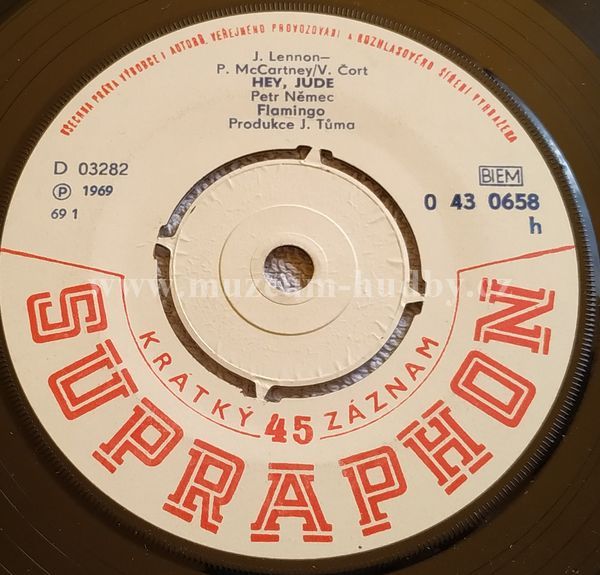 VŠECHNA PRÁVA VÝROBCE I AUTORŮ, VEŘEJNÉHO PROVOZOVÁNÍ A ROZHLASOVÉHO ŠÍŘENÍ VYHRAŽENA
J. Lennon–
P. McCartney/V. Čort
HEY, JUDE
Petr Němec
Flamingo
Produkce J. Tůma
D 03282
Ⓟ 1969
69 1
BIEM
0 43 0658
h
www.muzeum-hudby.cz
KRÁTKÝ 45 ZÁZNAM
SUPRAPHON